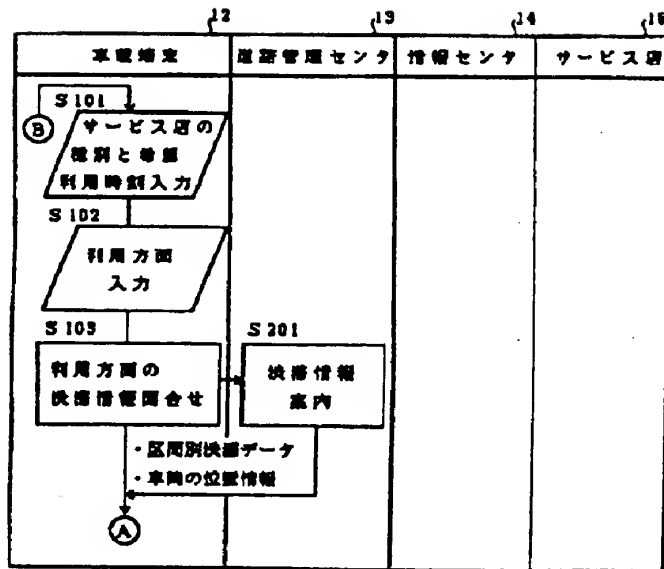 12
13
14
15
車載端末
道路管理センタ
情報センタ
サービス店
S101
B
サービス店の
種別と希望
利用時刻入力
S102
利用方面
入力
S103
利用方面の
渋滞情報問合せ
S201
渋滞情報
案内
・区間別渋滞データ
・車両の位置情報
A